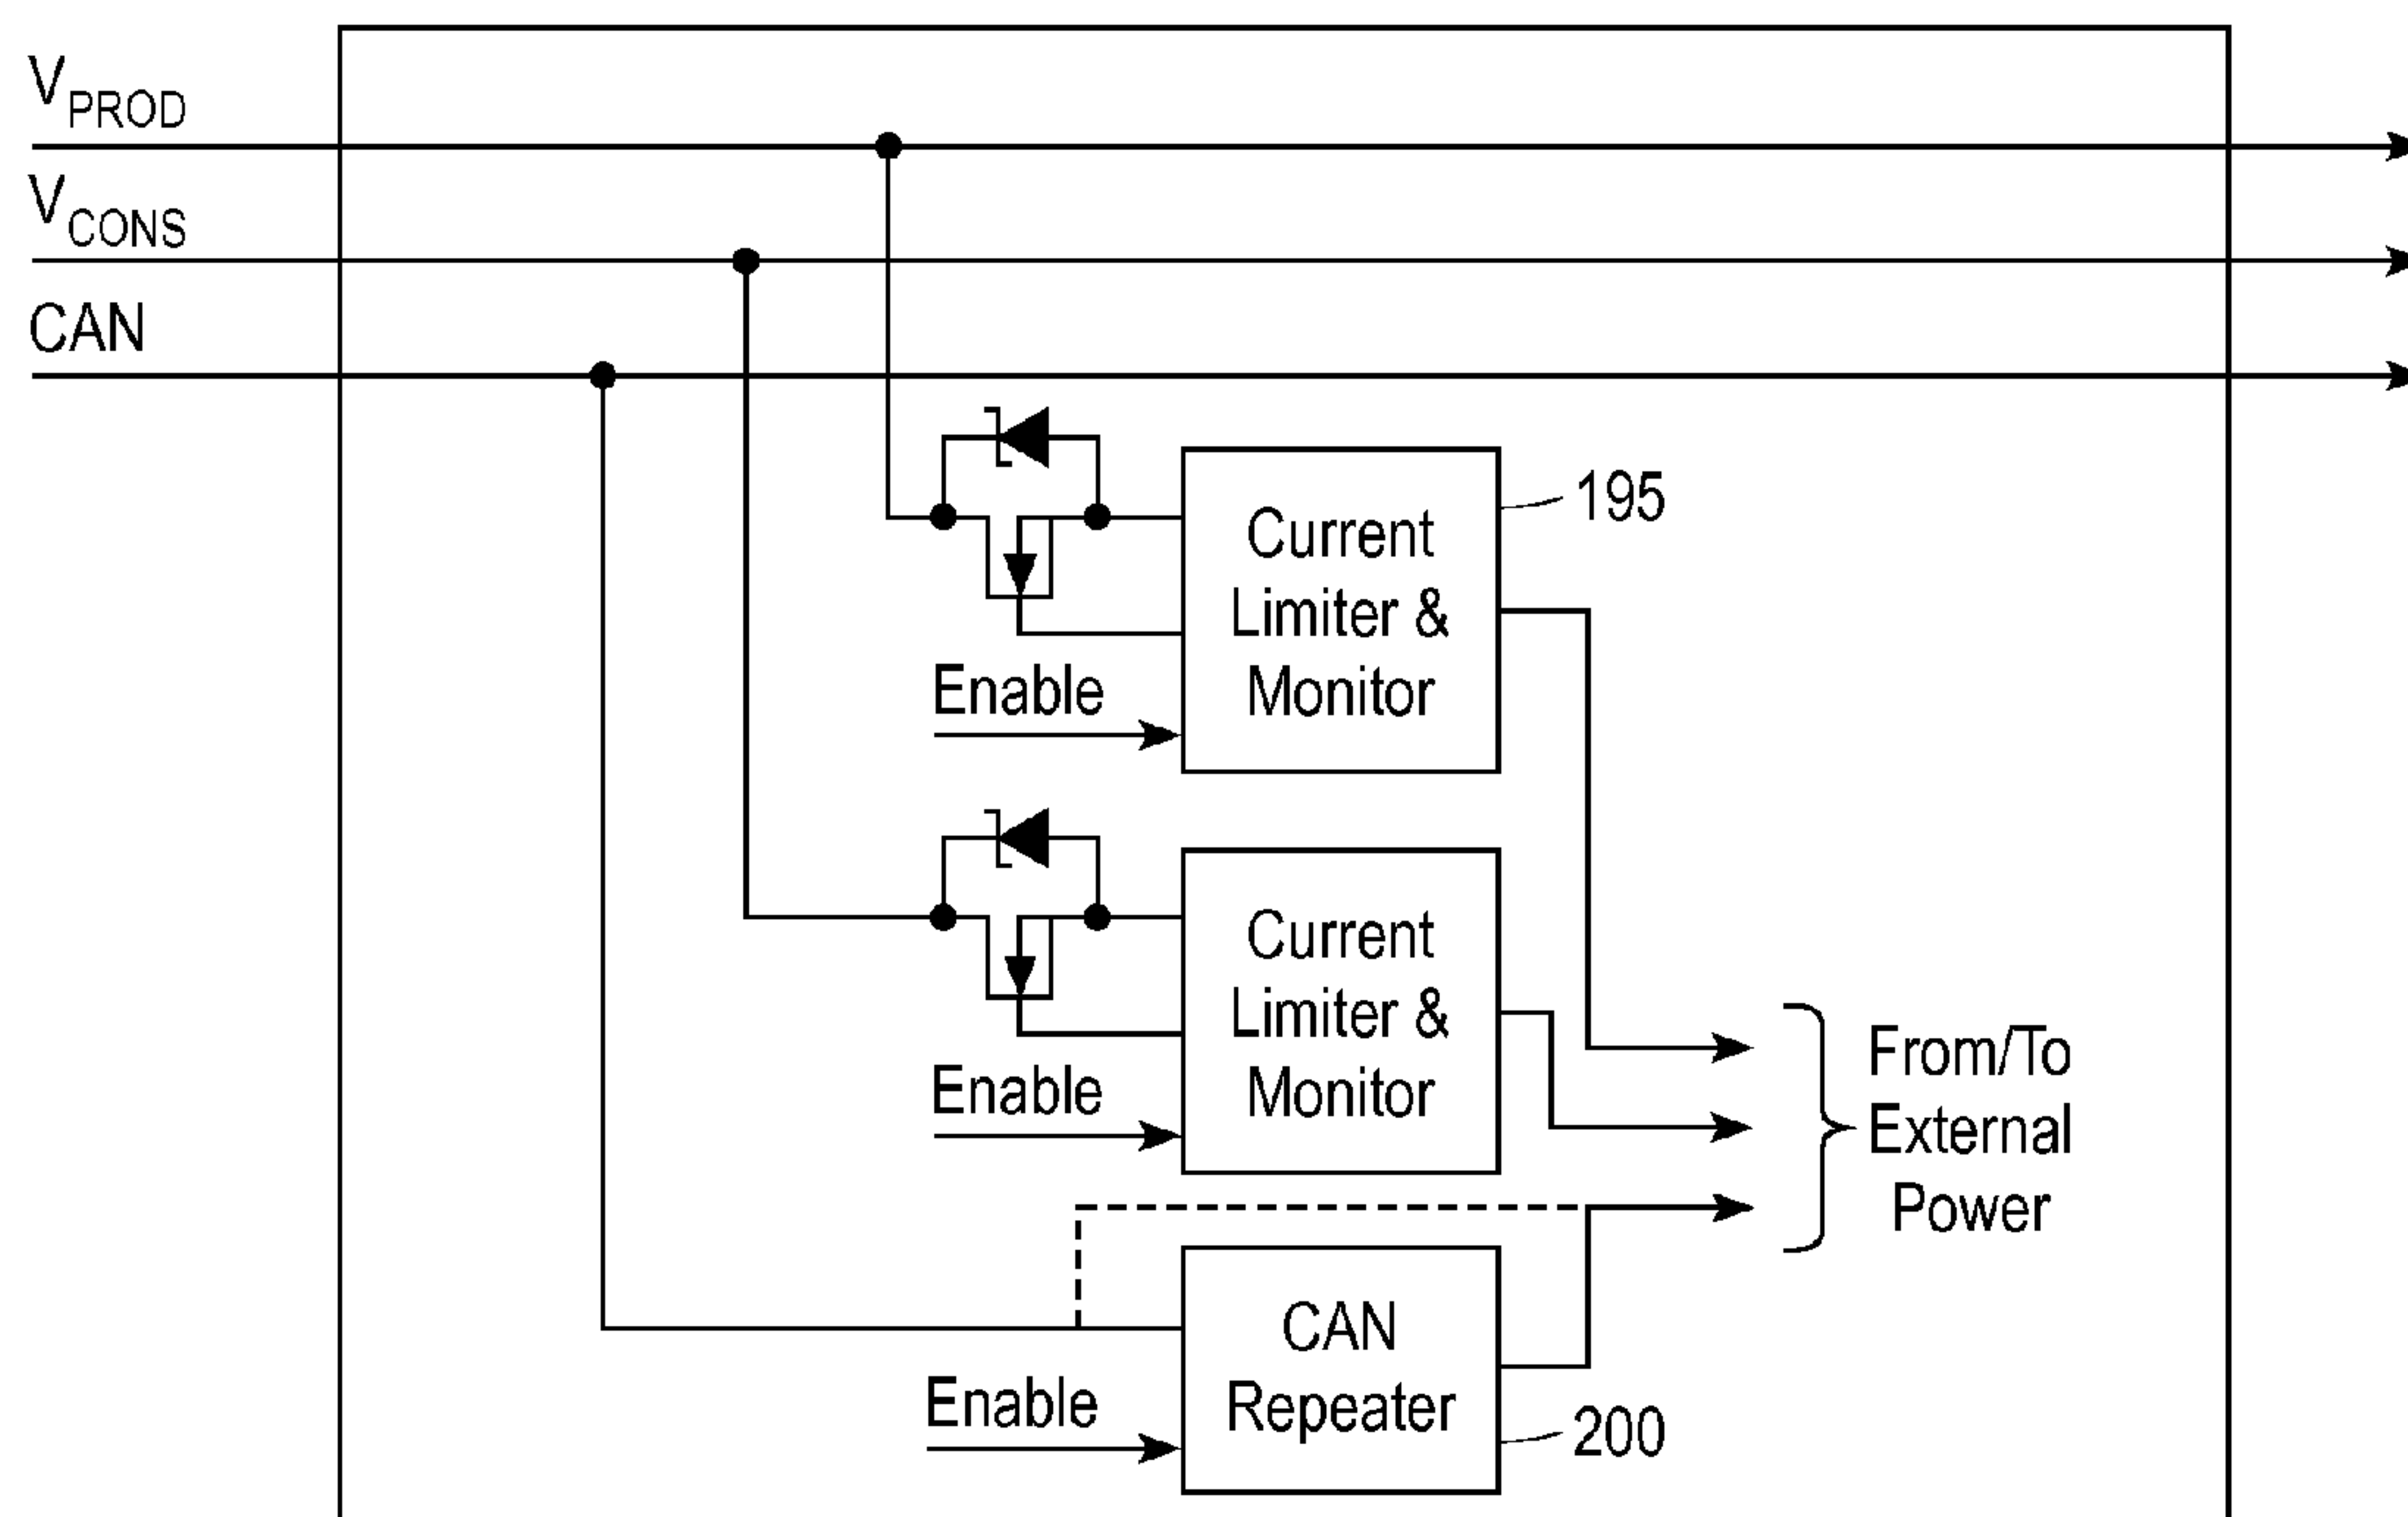 VPROD
VCONS
CAN
Current
Limiter &
Monitor
195
Enable
Current
Limiter &
Monitor
Enable
From/To
External
Power
CAN
Repeater
200
Enable